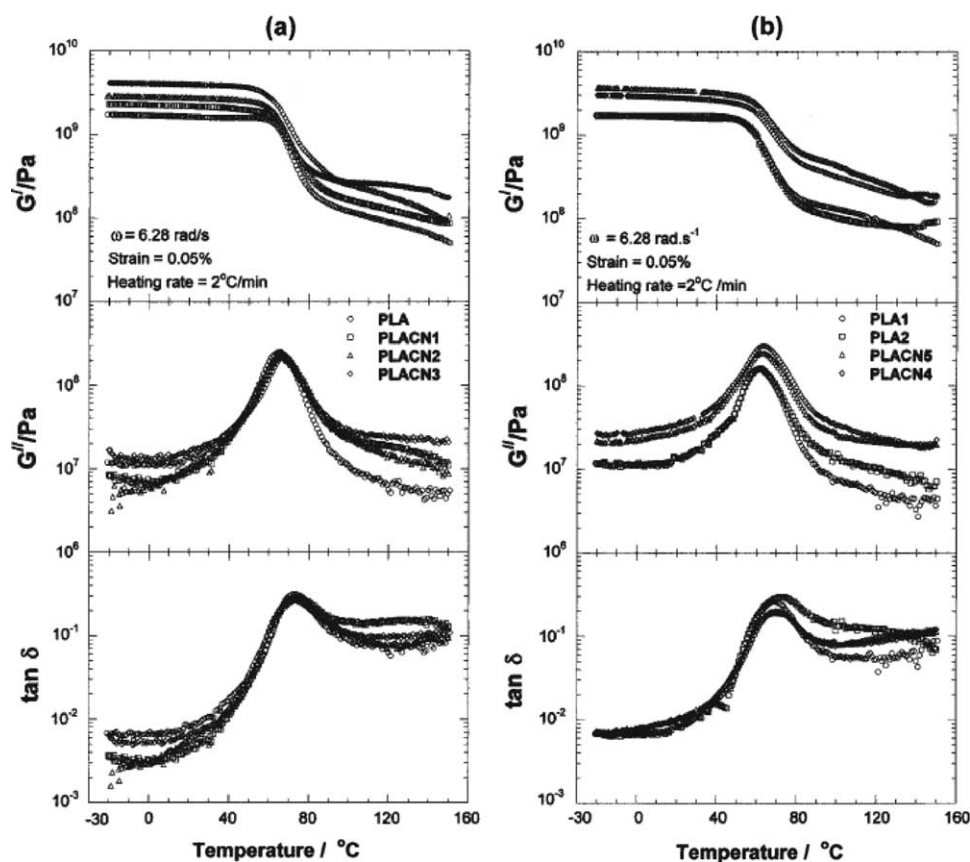 (a)
(b)
10^10
10^9
10^8
10^7
G'/Pa
ω = 6.28 rad/s
Strain = 0.05%
Heating rate = 2°C/min
10^10
10^9
10^8
10^7
G'/Pa
ω = 6.28 rad.s^-1
Strain = 0.05%
Heating rate =2°C /min
10^8
10^7
10^6
G''/Pa
PLA
PLACN1
PLACN2
PLACN3
10^8
10^7
10^6
G''/Pa
PLA1
PLA2
PLACN5
PLACN4
10^-1
10^-2
10^-3
tan δ
-30 0 40 80 120 160
Temperature / °C
10^-1
10^-2
10^-3
tan δ
-30 0 40 80 120 160
Temperature / °C